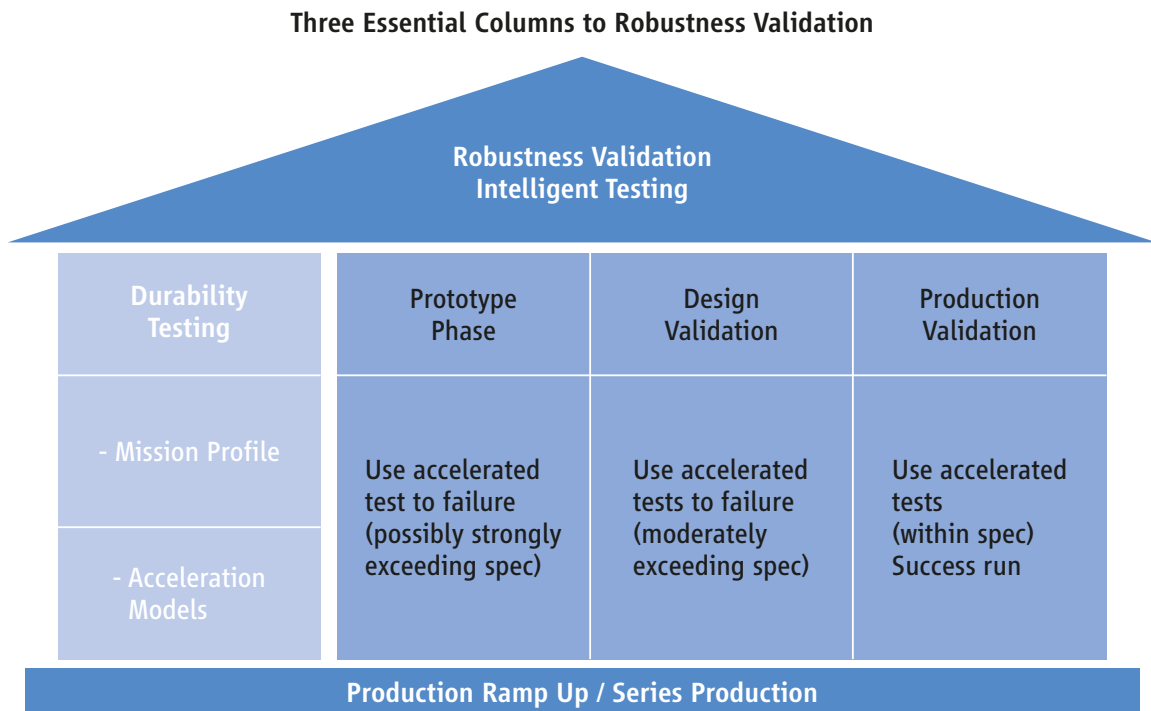 Three Essential Columns to Robustness Validation
Robustness Validation
Intelligent Testing
Durability
Testing
- Mission Profile
- Acceleration
Models
Prototype
Phase
Use accelerated
test to failure
(possibly strongly
exceeding spec)
Design
Validation
Use accelerated
tests to failure
(moderately
exceeding spec)
Production
Validation
Use accelerated
tests
(within spec)
Success run
Production Ramp Up / Series Production